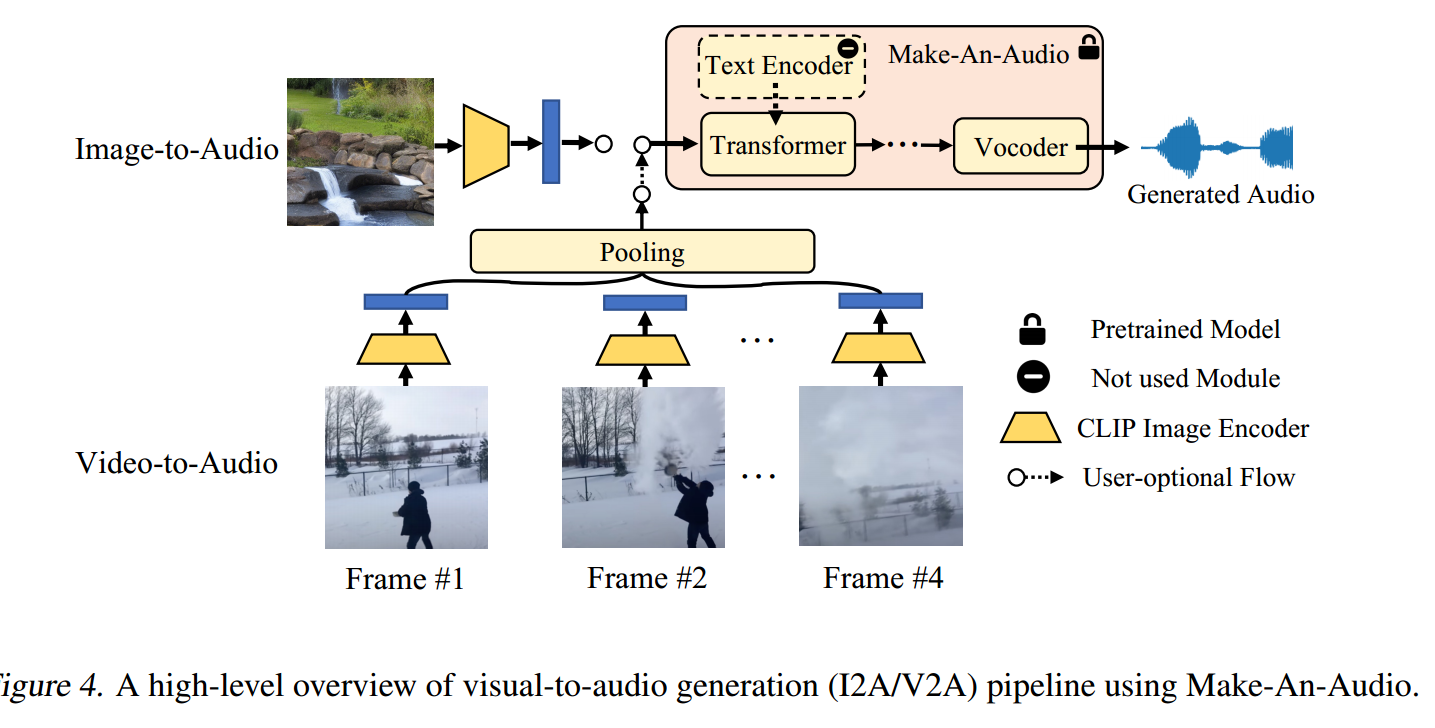 Text Encoder
Make-An-Audio
Image-to-Audio
Transformer
...
Vocoder
Generated Audio
Pooling
...
Pretrained Model
Not used Module
CLIP Image Encoder
Video-to-Audio
...
User-optional Flow
Frame #1
Frame #2
Frame #4
igure 4. A high-level overview of visual-to-audio generation (I2A/V2A) pipeline using Make-An-Audio.